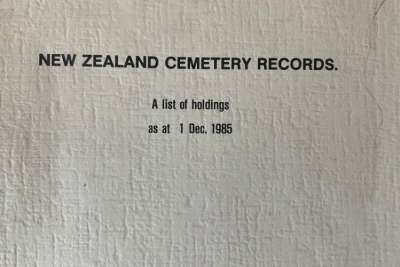 NEW ZEALAND CEMETERY RECORDS.
A list of holdings
as at 1 Dec. 1985